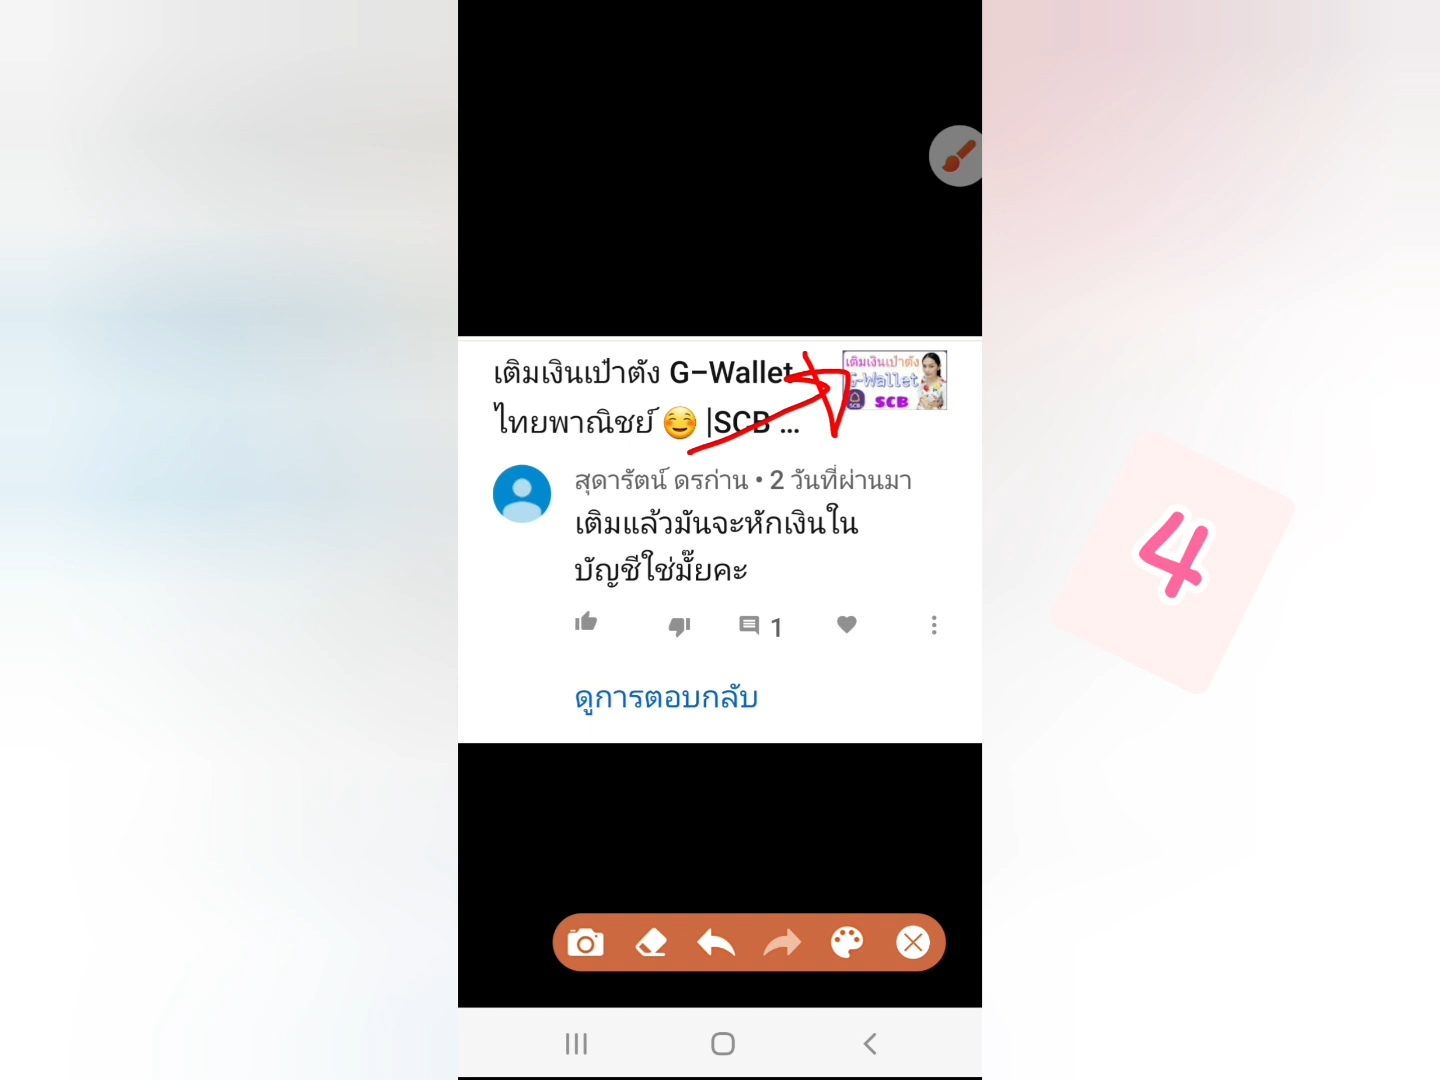 เติมเงินเป๋าตัง G-Wallet
ไทยพาณิชย์ 😊 |SCB ...
เติมเงินเป๋าตัง
G-Wallet
SCB
สุดารัตน์ ดรก่าน • 2 วันที่ผ่านมา
เติมแล้วมันจะหักเงินใน
บัญชีใช่มั๊ยคะ
1
ดูการตอบกลับ
4